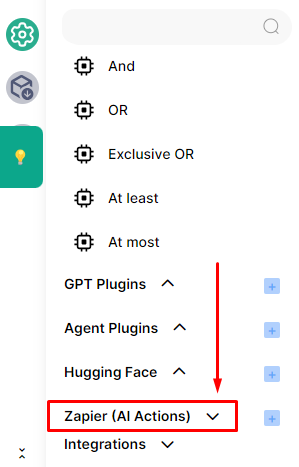 And
OR
Exclusive OR
At least
At most
GPT Plugins
Agent Plugins
Hugging Face
Zapier (AI Actions)
Integrations